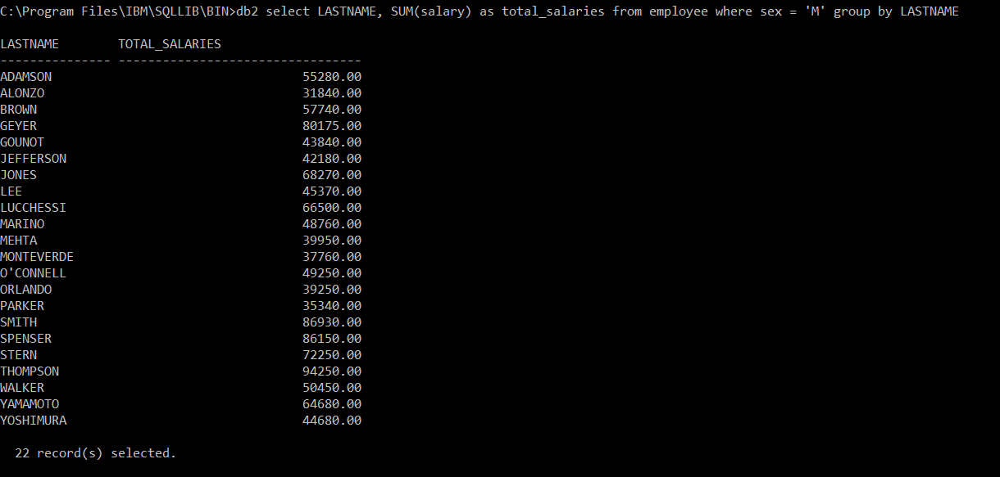 C:\Program Files\IBM\SQLLIB\BIN>db2 select LASTNAME, SUM(salary) as total_salaries from employee where sex = 'M' group by LASTNAME
LASTNAME        TOTAL_SALARIES
--------------- ---------------------------------
ADAMSON                                  55280.00
ALONZO                                   31840.00
BROWN                                    57740.00
GEYER                                    80175.00
GOUNOT                                   43840.00
JEFFERSON                                42180.00
JONES                                    68270.00
LEE                                      45370.00
LUCCHESSI                                66500.00
MARINO                                   48760.00
MEHTA                                    39950.00
MONTEVERDE                               37760.00
O'CONNELL                                49250.00
ORLANDO                                  39250.00
PARKER                                   35340.00
SMITH                                    86930.00
SPENSER                                  86150.00
STERN                                    72250.00
THOMPSON                                 94250.00
WALKER                                   50450.00
YAMAMOTO                                 64680.00
YOSHIMURA                                44680.00
  22 record(s) selected.